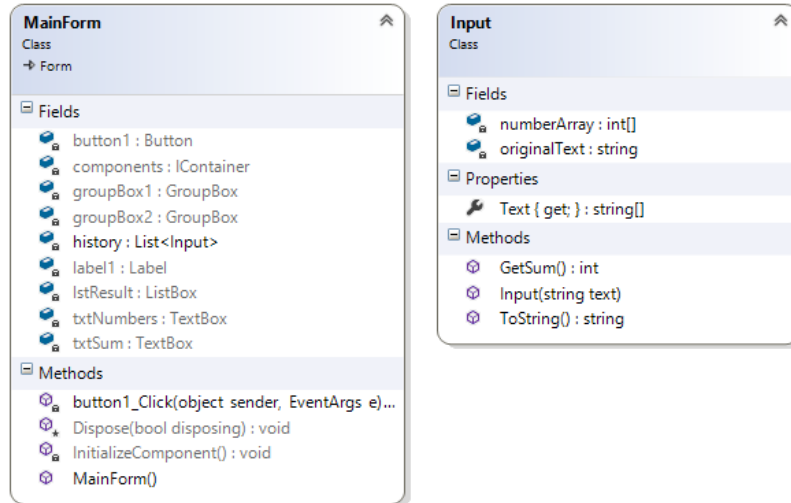 MainForm
Class
Form
Fields
button1 : Button
components : IContainer
groupBox1 : GroupBox
groupBox2 : GroupBox
history : List<Input>
label1 : Label
lstResult : ListBox
txtNumbers : TextBox
txtSum : TextBox
Methods
button1_Click(object sender, EventArgs e)...
Dispose(bool disposing) : void
InitializeComponent() : void
MainForm()
Input
Class
Fields
numberArray : int[]
originalText : string
Properties
Text { get; } : string[]
Methods
GetSum() : int
Input(string text)
ToString() : string